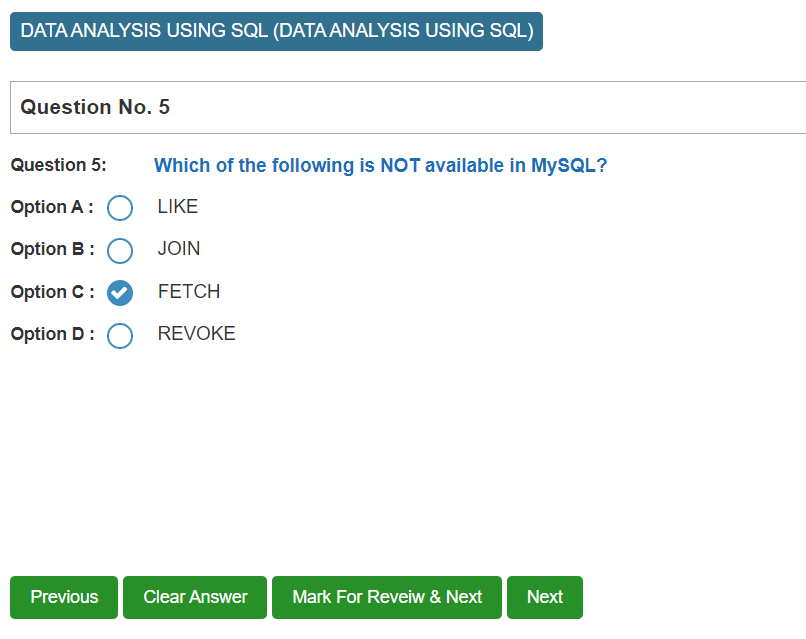 DATA ANALYSIS USING SQL (DATA ANALYSIS USING SQL)
Question No. 5
Question 5: Which of the following is NOT available in MySQL?
Option A : LIKE
Option B : JOIN
Option C : FETCH
Option D : REVOKE
Previous Clear Answer Mark For Reveiw & Next Next